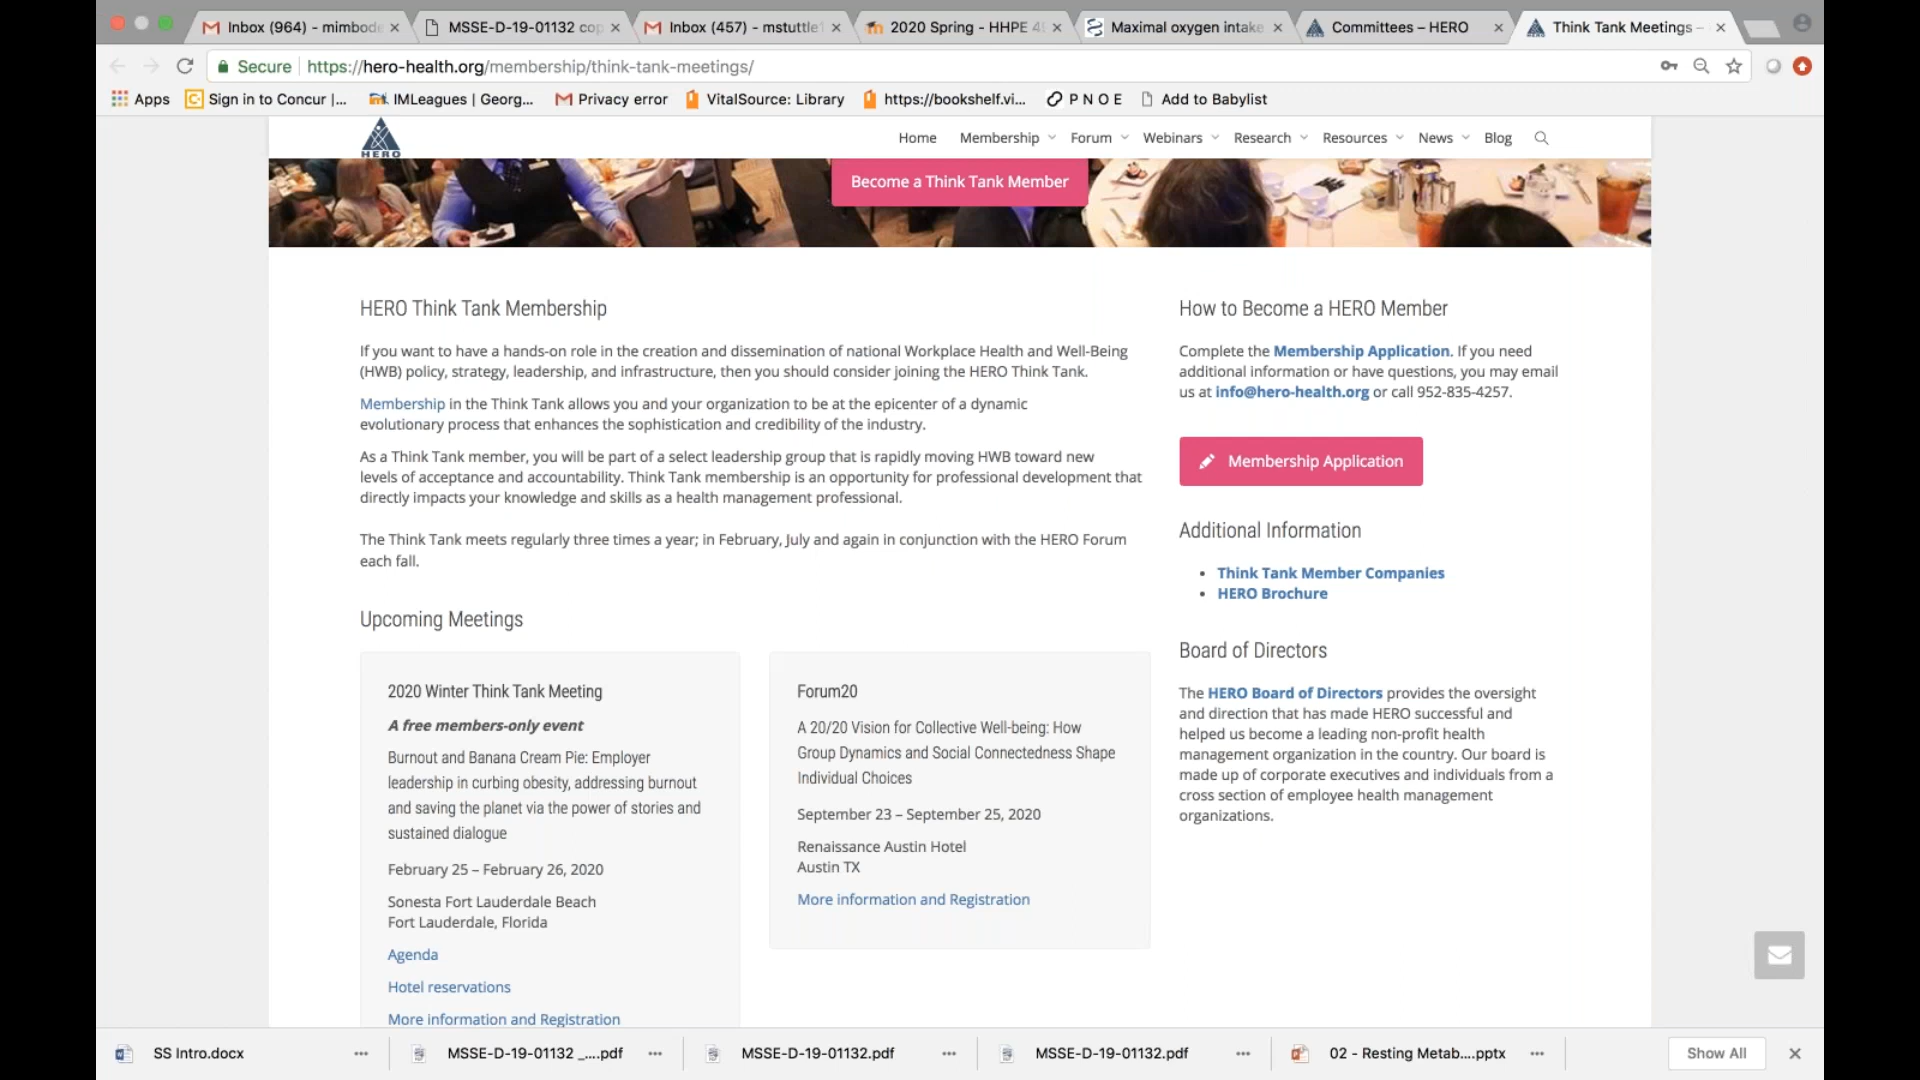 Inbox (964) - mimbode
MSSE-D-19-01132 cop
Inbox (457) - mstuttle
2020 Spring - HHPE 4
Maximal oxygen intake
Committees – HERO
Think Tank Meetings –
Secure
https://hero-health.org/membership/think-tank-meetings/
Apps
Sign in to Concur |...
IMLeagues | Georg...
Privacy error
VitalSource: Library
https://bookshelf.vi...
P N O E
Add to Babylist
HERO
Home
Membership
Forum
Webinars
Research
Resources
News
Blog
Become a Think Tank Member
HERO Think Tank Membership
If you want to have a hands-on role in the creation and dissemination of national Workplace Health and Well-Being
(HWB) policy, strategy, leadership, and infrastructure, then you should consider joining the HERO Think Tank.
Membership in the Think Tank allows you and your organization to be at the epicenter of a dynamic
evolutionary process that enhances the sophistication and credibility of the industry.
As a Think Tank member, you will be part of a select leadership group that is rapidly moving HWB toward new
levels of acceptance and accountability. Think Tank membership is an opportunity for professional development that
directly impacts your knowledge and skills as a health management professional.
The Think Tank meets regularly three times a year; in February, July and again in conjunction with the HERO Forum
each fall.
Upcoming Meetings
2020 Winter Think Tank Meeting
A free members-only event
Burnout and Banana Cream Pie: Employer
leadership in curbing obesity, addressing burnout
and saving the planet via the power of stories and
sustained dialogue
February 25 – February 26, 2020
Sonesta Fort Lauderdale Beach
Fort Lauderdale, Florida
Agenda
Hotel reservations
More information and Registration
Forum20
A 20/20 Vision for Collective Well-being: How
Group Dynamics and Social Connectedness Shape
Individual Choices
September 23 – September 25, 2020
Renaissance Austin Hotel
Austin TX
More information and Registration
How to Become a HERO Member
Complete the Membership Application. If you need
additional information or have questions, you may email
us at info@hero-health.org or call 952-835-4257.
Membership Application
Additional Information
• Think Tank Member Companies
• HERO Brochure
Board of Directors
The HERO Board of Directors provides the oversight
and direction that has made HERO successful and
helped us become a leading non-profit health
management organization in the country. Our board is
made up of corporate executives and individuals from a
cross section of employee health management
organizations.
SS Intro.docx
MSSE-D-19-01132 _....pdf
MSSE-D-19-01132.pdf
MSSE-D-19-01132.pdf
02 - Resting Metab....pptx
Show All